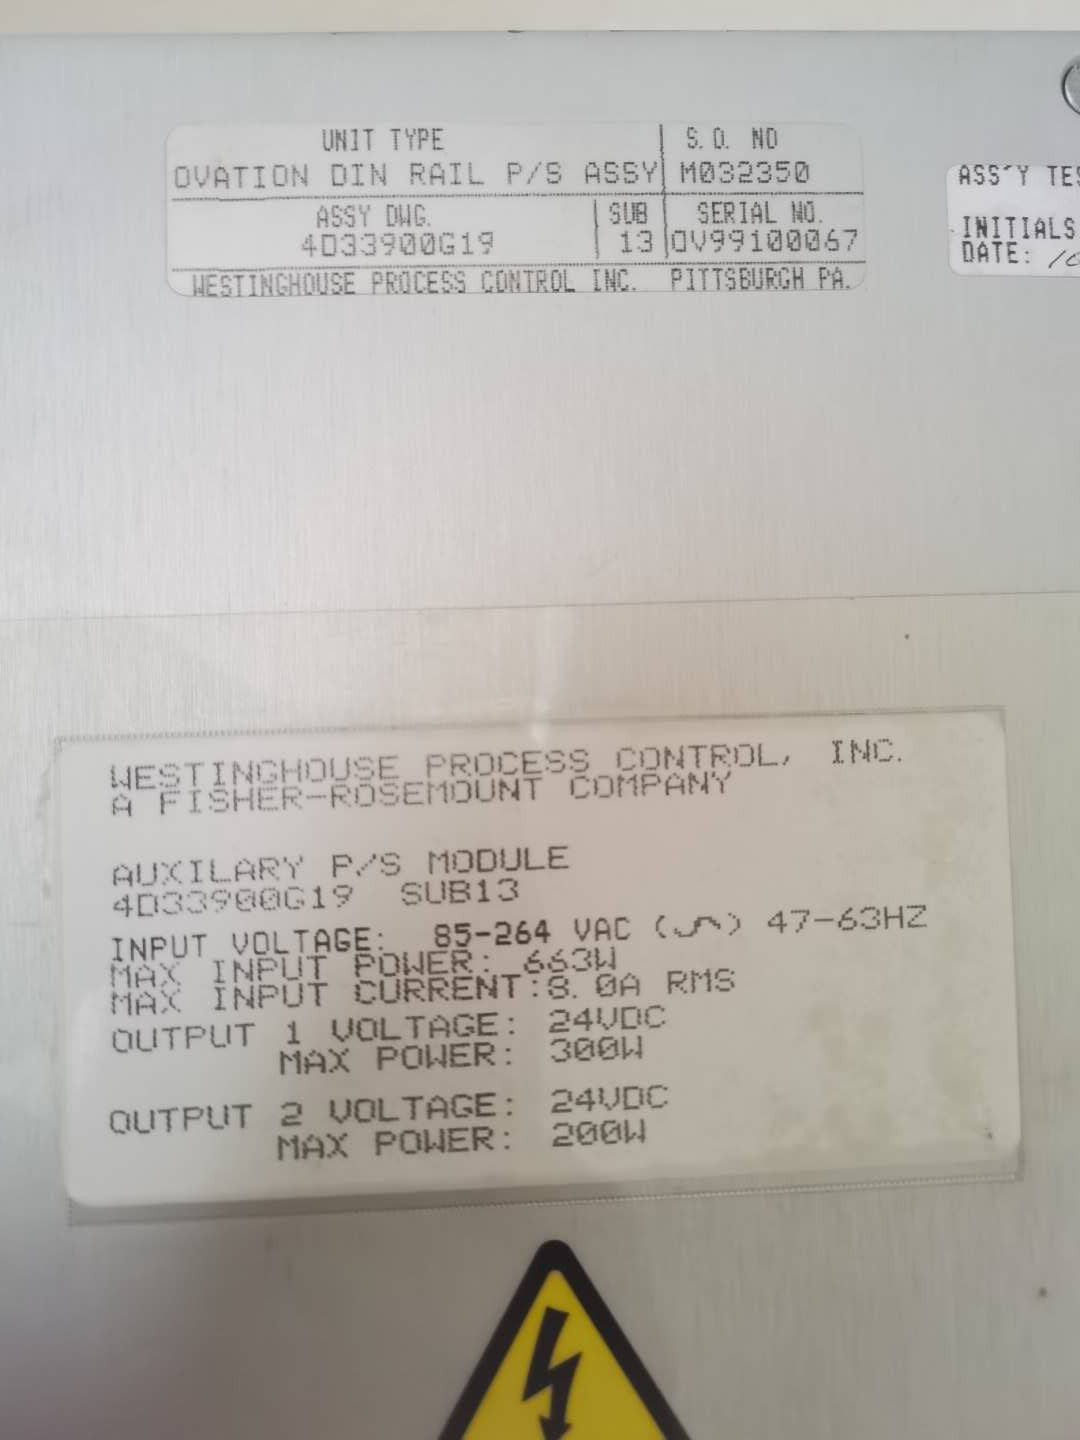 UNIT TYPE S.O. NO
OVATION DIN RAIL P/S ASSY M032350
ASSY DWG. SUB SERIAL NO.
4D33900G19 13 OV99100067
WESTINGHOUSE PROCESS CONTROL INC. PITTSBURGH PA.
ASS'Y TES
INITIALS
DATE: 10
WESTINGHOUSE PROCESS CONTROL, INC.
A FISHER-ROSEMOUNT COMPANY
AUXILARY P/S MODULE
4D33900G19 SUB13
INPUT VOLTAGE: 85-264 VAC (∿) 47-63HZ
MAX INPUT POWER: 663W
MAX INPUT CURRENT:8.0A RMS
OUTPUT 1 VOLTAGE: 24VDC
MAX POWER: 300W
OUTPUT 2 VOLTAGE: 24VDC
MAX POWER: 200W